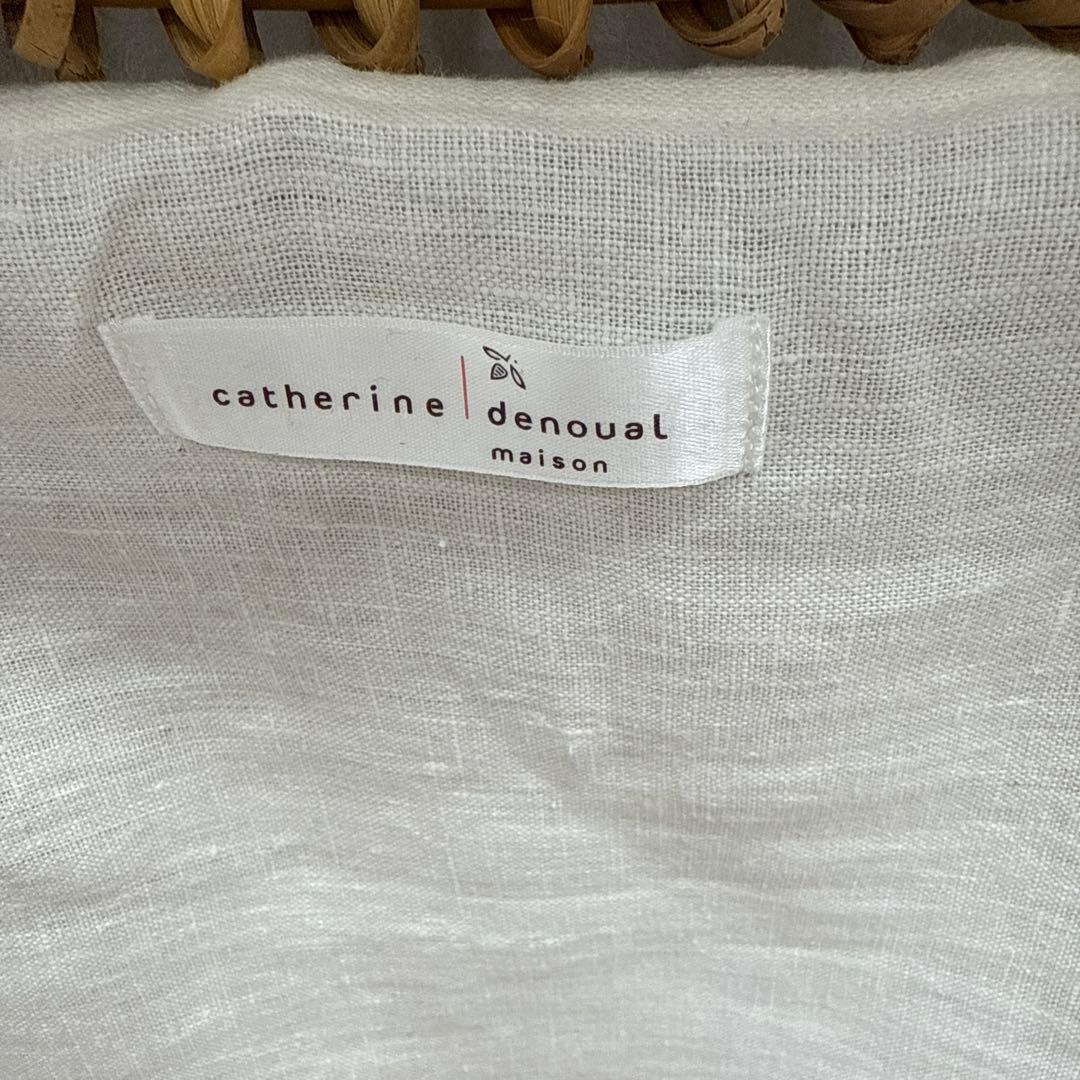 catherine | denoual
maison